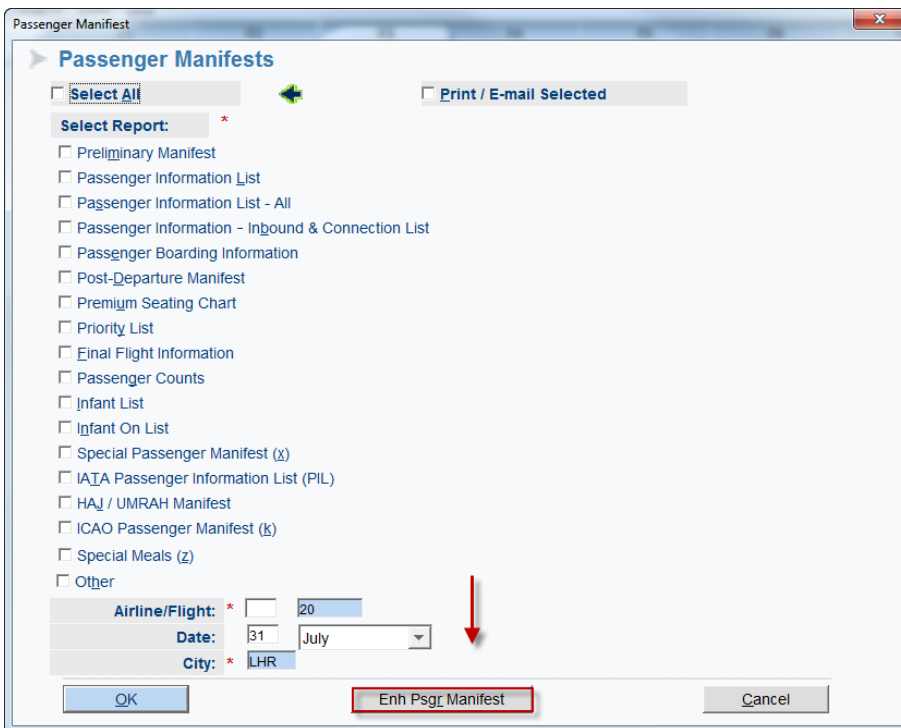 Passenger Manifiest
Passenger Manifests
Select All Print / E-mail Selected
Select Report: *
Preliminary Manifest
Passenger Information List
Passenger Information List - All
Passenger Information - Inbound & Connection List
Passenger Boarding Information
Post-Departure Manifest
Premium Seating Chart
Priority List
Final Flight Information
Passenger Counts
Infant List
Infant On List
Special Passenger Manifest (x)
IATA Passenger Information List (PIL)
HAJ / UMRAH Manifest
ICAO Passenger Manifest (k)
Special Meals (z)
Other
Airline/Flight: * 20
Date: 31 July
City: * LHR
OK Enh Psgr Manifest Cancel